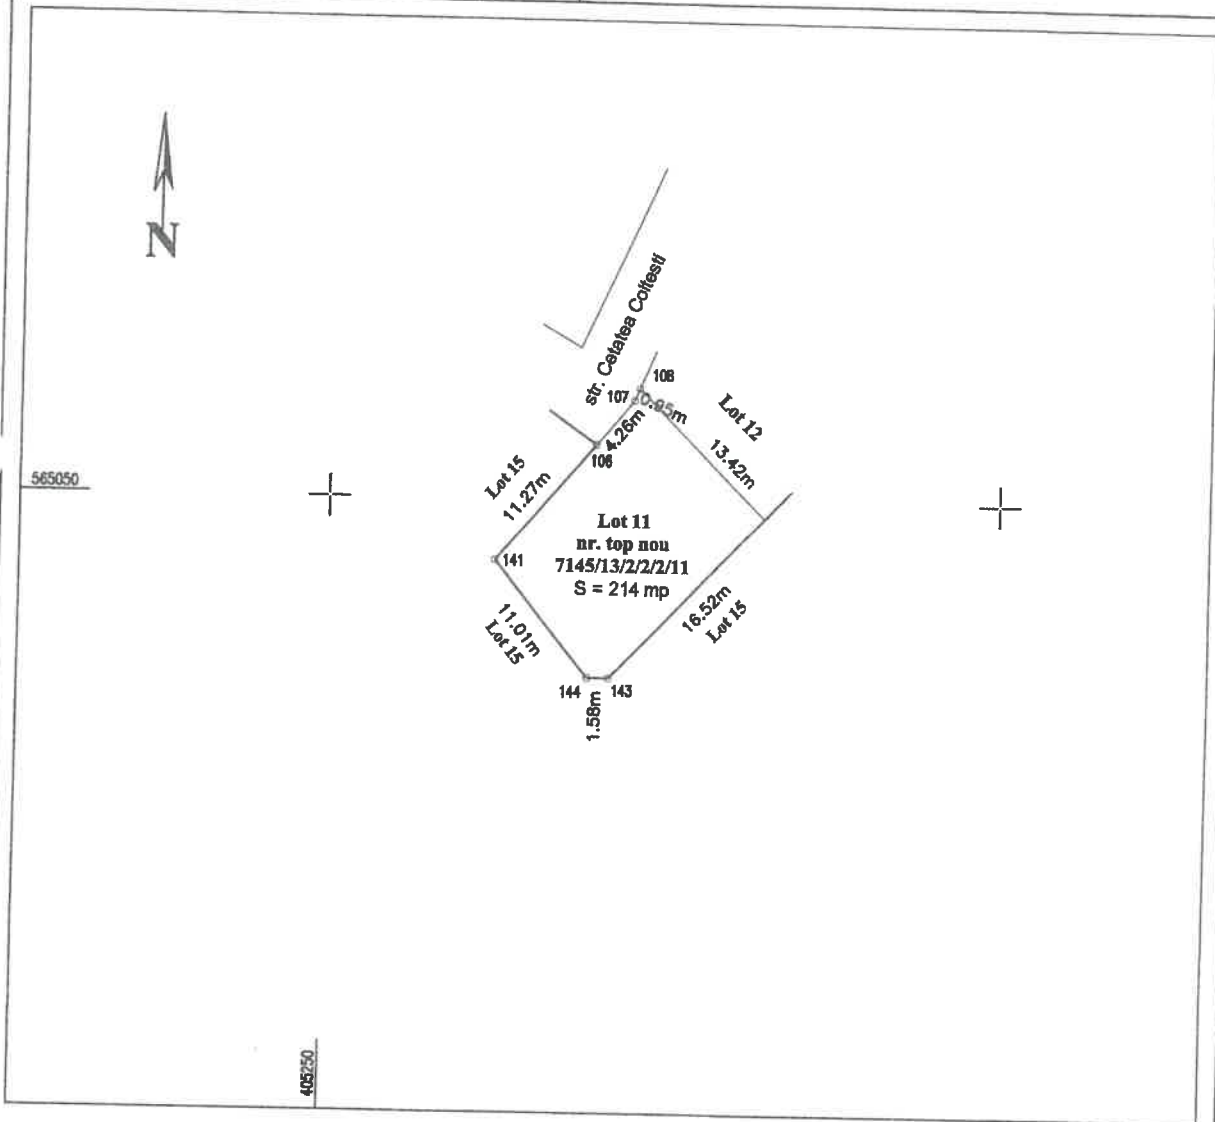 N
str. Cetatea Coltesti
108
107
0.95m
4.26m
Lot 12
13.42m
106
Lot 15
11.27m
565050
Lot 11
nr. top nou
7145/13/2/2/2/11
S = 214 mp
141
16.52m
Lot 15
11.01m
Lot 15
144
143
1.58m
405250